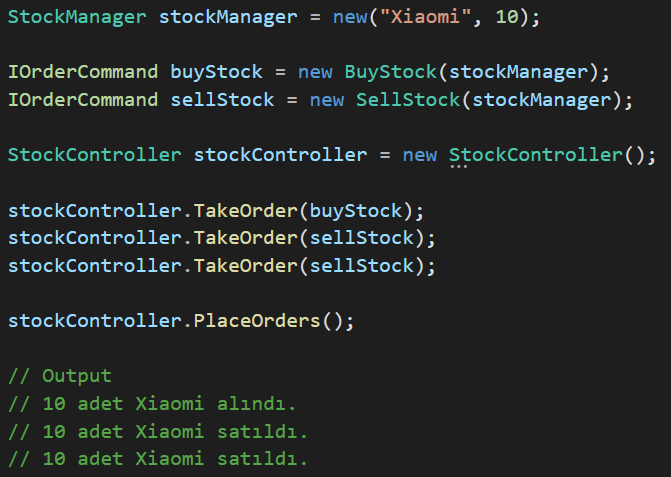 StockManager stockManager = new("Xiaomi", 10);
IOrderCommand buyStock = new BuyStock(stockManager);
IOrderCommand sellStock = new SellStock(stockManager);
StockController stockController = new StockController();
stockController.TakeOrder(buyStock);
stockController.TakeOrder(sellStock);
stockController.TakeOrder(sellStock);
stockController.PlaceOrders();
// Output
// 10 adet Xiaomi alındı.
// 10 adet Xiaomi satıldı.
// 10 adet Xiaomi satıldı.